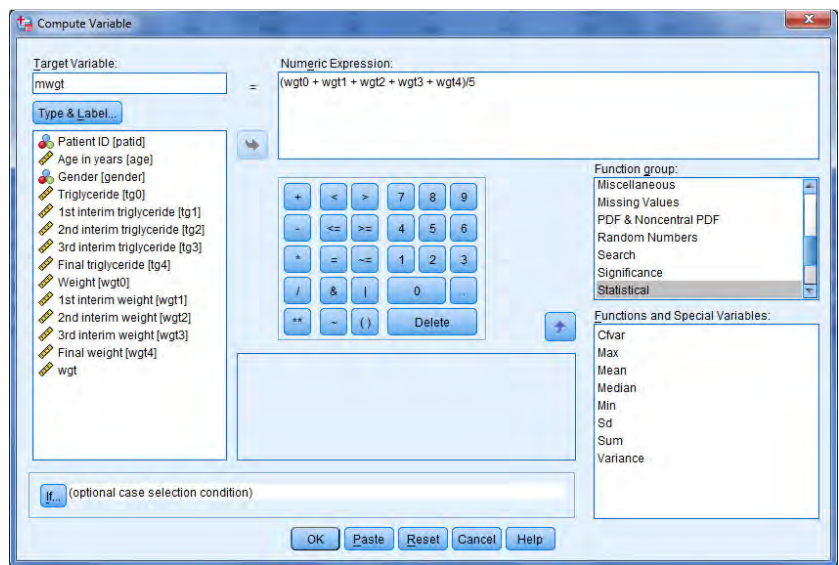 Compute Variable
Target Variable:
mwgt
=
Numeric Expression:
(wgt0 + wgt1 + wgt2 + wgt3 + wgt4)/5
Type & Label...
Patient ID [patid]
Age in years [age]
Gender [gender]
Triglyceride [tg0]
1st interim triglyceride [tg1]
2nd interim triglyceride [tg2]
3rd interim triglyceride [tg3]
Final triglyceride [tg4]
Weight [wgt0]
1st interim weight [wgt1]
2nd interim weight [wgt2]
3rd interim weight [wgt3]
Final weight [wgt4]
wgt
+ < > 7 8 9
- <= >= 4 5 6
* = ~= 1 2 3
/ & | 0 .
** ~ ( ) Delete
Function group:
Miscellaneous
Missing Values
PDF & Noncentral PDF
Random Numbers
Search
Significance
Statistical
Functions and Special Variables:
Cfvar
Max
Mean
Median
Min
Sd
Sum
Variance
If... (optional case selection condition)
OK Paste Reset Cancel Help